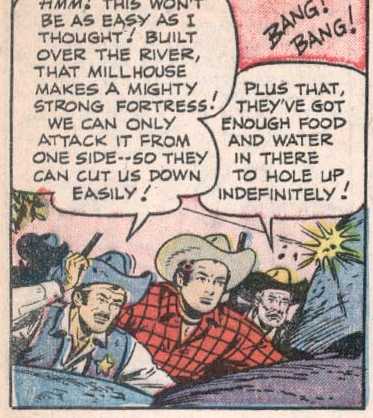 HMM! THIS WON'T
BE AS EASY AS I
THOUGHT! BUILT
OVER THE RIVER,
THAT MILLHOUSE
MAKES A MIGHTY
STRONG FORTRESS!
WE CAN ONLY
ATTACK IT FROM
ONE SIDE--SO THEY
CAN CUT US DOWN
EASILY!
BANG!
BANG!
PLUS THAT,
THEY'VE GOT
ENOUGH FOOD
AND WATER
IN THERE
TO HOLE UP
INDEFINITELY!